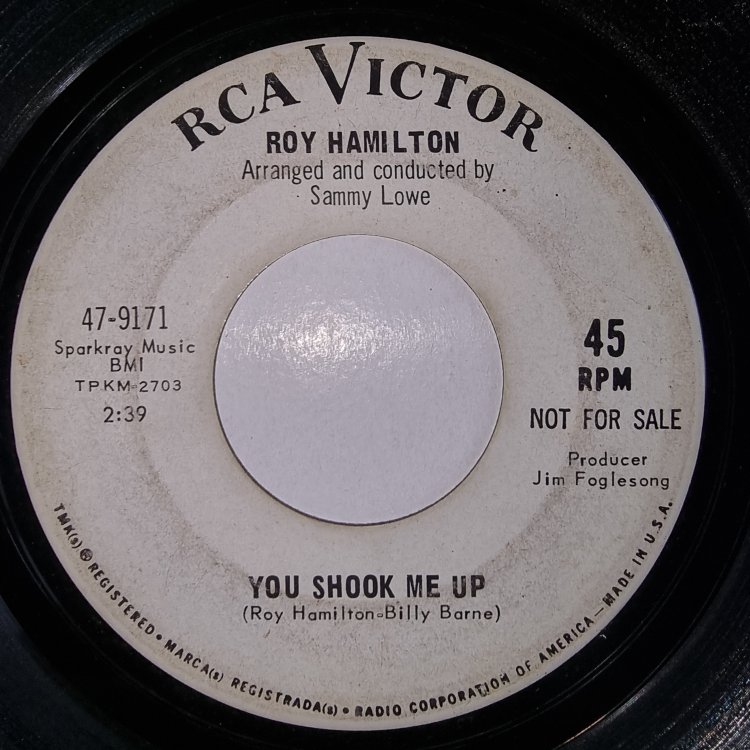 RCA VICTOR
ROY HAMILTON
Arranged and conducted by
Sammy Lowe
47-9171
Sparkray Music
BMI
TPKM-2703
2:39
45
RPM
NOT FOR SALE
Producer
Jim Foglesong
YOU SHOOK ME UP
(Roy Hamilton-Billy Barne)
TMK(s) ® REGISTERED • MARCA(s) REGISTRADA(s) • RADIO CORPORATION OF AMERICA — MADE IN U.S.A.